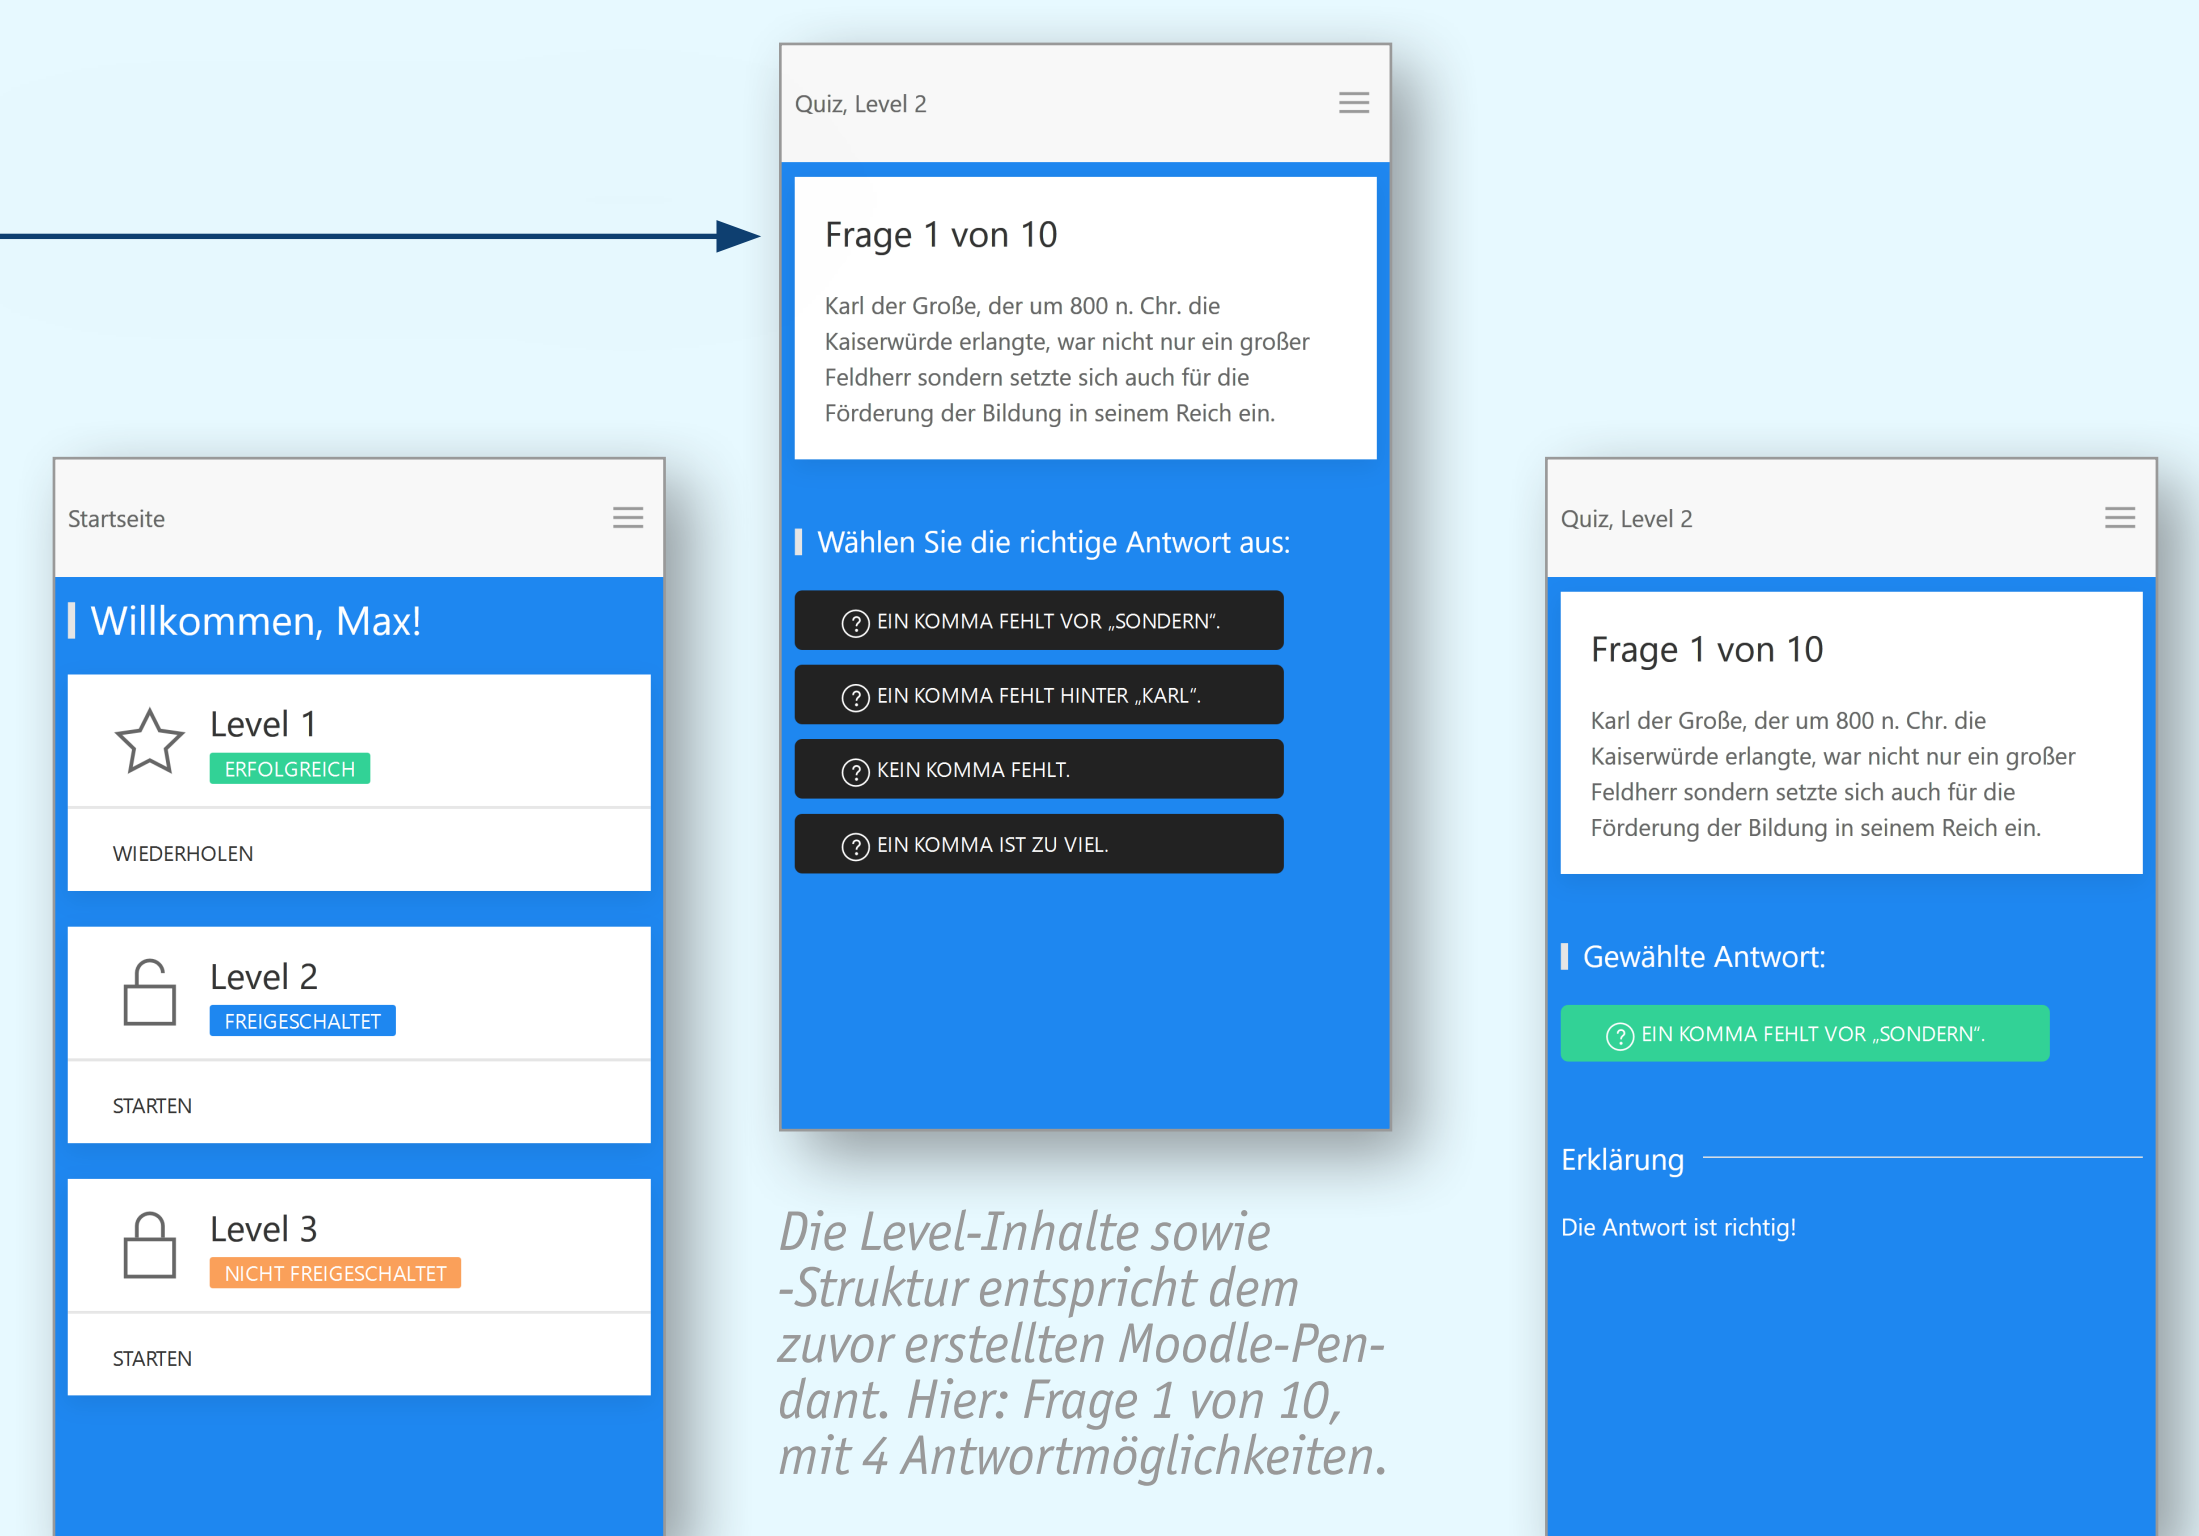 Startseite
Willkommen, Max!
Level 1
ERFOLGREICH
WIEDERHOLEN
Level 2
FREIGESCHALTET
STARTEN
Level 3
NICHT FREIGESCHALTET
STARTEN
Quiz, Level 2
Frage 1 von 10
Karl der Große, der um 800 n. Chr. die
Kaiserwürde erlangte, war nicht nur ein großer
Feldherr sondern setzte sich auch für die
Förderung der Bildung in seinem Reich ein.
Wählen Sie die richtige Antwort aus:
EIN KOMMA FEHLT VOR „SONDERN“.
EIN KOMMA FEHLT HINTER „KARL“.
KEIN KOMMA FEHLT.
EIN KOMMA IST ZU VIEL.
Die Level-Inhalte sowie
-Struktur entspricht dem
zuvor erstellten Moodle-Pen-
dant. Hier: Frage 1 von 10,
mit 4 Antwortmöglichkeiten.
Quiz, Level 2
Frage 1 von 10
Karl der Große, der um 800 n. Chr. die
Kaiserwürde erlangte, war nicht nur ein großer
Feldherr sondern setzte sich auch für die
Förderung der Bildung in seinem Reich ein.
Gewählte Antwort:
EIN KOMMA FEHLT VOR „SONDERN“.
Erklärung
Die Antwort ist richtig!